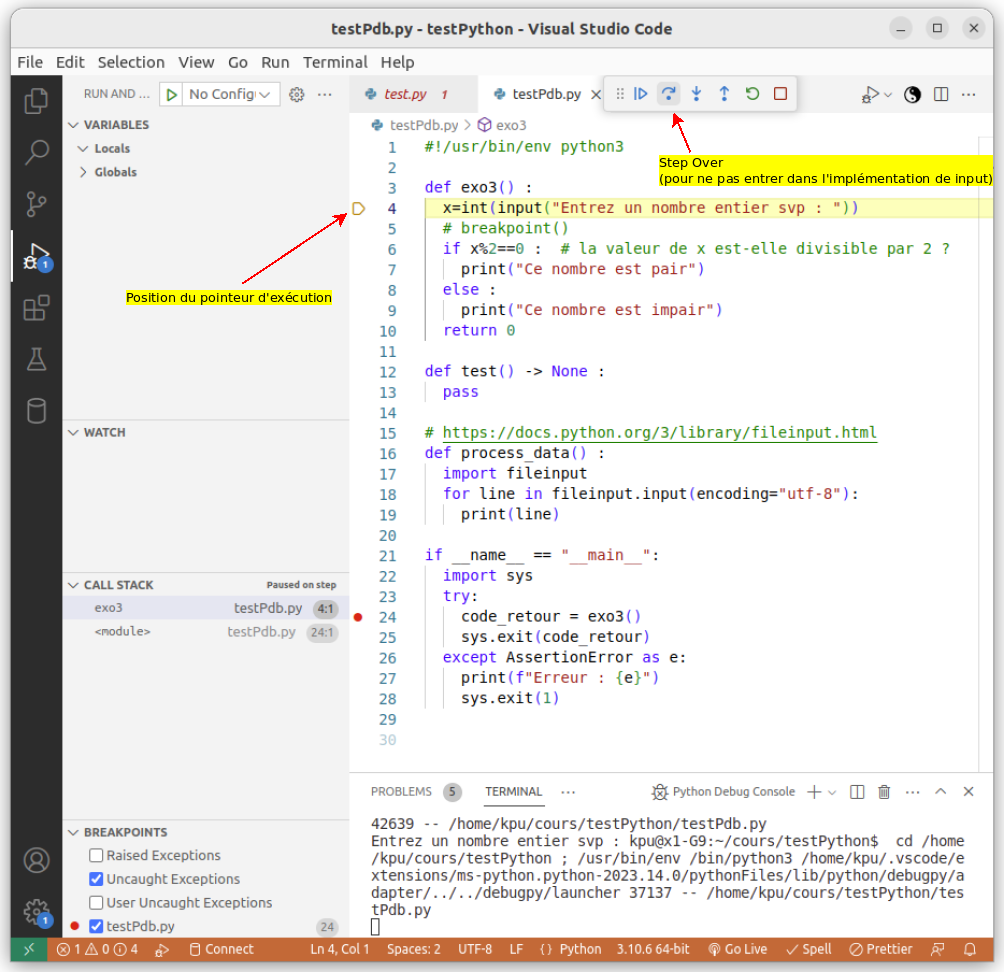 testPdb.py - testPython - Visual Studio Code
File Edit Selection View Go Run Terminal Help
RUN AND ... No Config
test.py 1
testPdb.py
VARIABLES
Locals
Globals
testPdb.py > exo3
Step Over
(pour ne pas entrer dans l'implémentation de input)
Position du pointeur d'exécution
1 #!/usr/bin/env python3
2
3 def exo3() :
4 x=int(input("Entrez un nombre entier svp : "))
5 # breakpoint()
6 if x%2==0 : # la valeur de x est-elle divisible par 2 ?
7 print("Ce nombre est pair")
8 else :
9 print("Ce nombre est impair")
10 return 0
11
12 def test() -> None :
13 pass
14
15 # https://docs.python.org/3/library/fileinput.html
16 def process_data() :
17 import fileinput
18 for line in fileinput.input(encoding="utf-8"):
19 print(line)
20
21 if __name__ == "__main__":
22 import sys
23 try:
24 code_retour = exo3()
25 sys.exit(code_retour)
26 except AssertionError as e:
27 print(f"Erreur : {e}")
28 sys.exit(1)
29
30
WATCH
CALL STACK Paused on step
exo3 testPdb.py 4:1
<module> testPdb.py 24:1
BREAKPOINTS
Raised Exceptions
Uncaught Exceptions
User Uncaught Exceptions
testPdb.py 24
1
1
PROBLEMS 5 TERMINAL ... Python Debug Console
42639 -- /home/kpu/cours/testPython/testPdb.py
Entrez un nombre entier svp : kpu@x1-G9:~/cours/testPython$ cd /home
/kpu/cours/testPython ; /usr/bin/env /bin/python3 /home/kpu/.vscode/e
xtensions/ms-python.python-2023.14.0/pythonFiles/lib/python/debugpy/a
dapter/../../debugpy/launcher 37137 -- /home/kpu/cours/testPython/tes
tPdb.py
1 0 4 Connect Ln 4, Col 1 Spaces: 2 UTF-8 LF {} Python 3.10.6 64-bit Go Live Spell Prettier